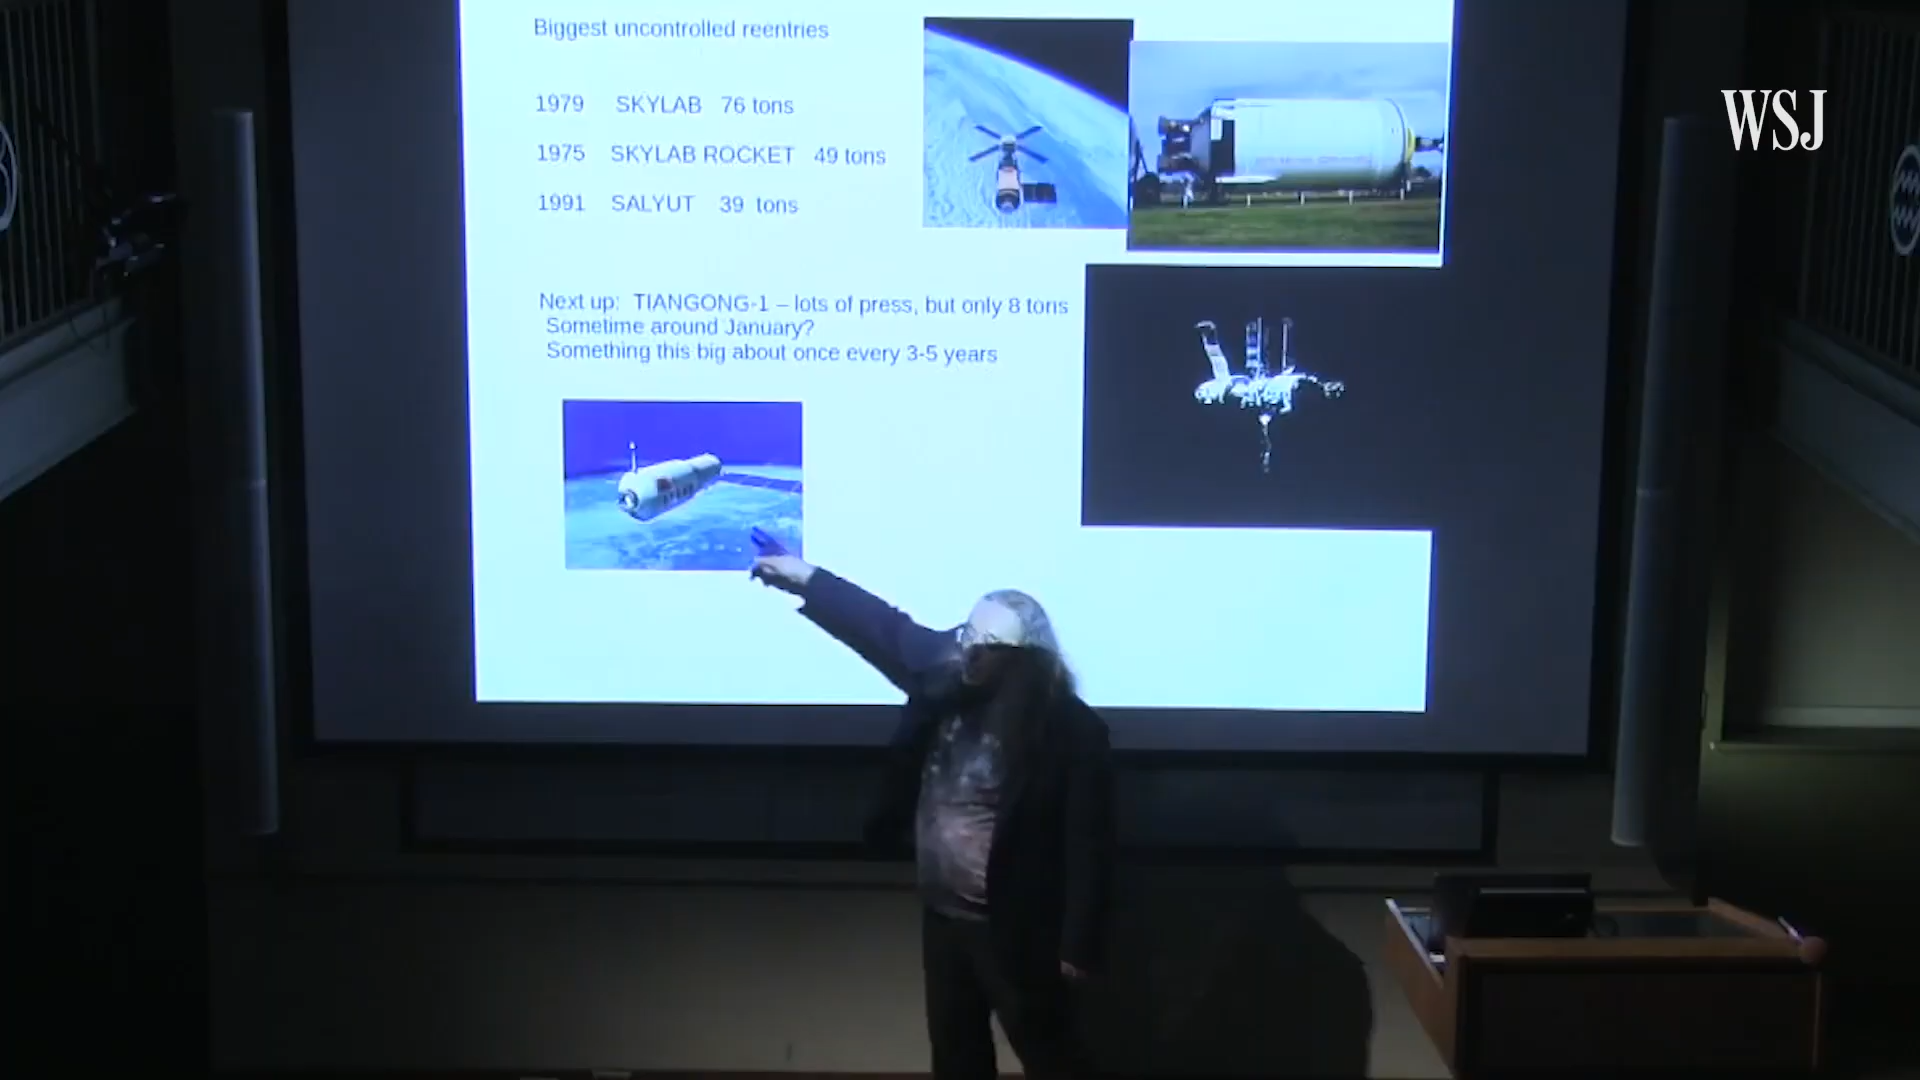 Biggest uncontrolled reentries
1979 SKYLAB 76 tons
1975 SKYLAB ROCKET 49 tons
1991 SALYUT 39 tons
Next up: TIANGONG-1 – lots of press, but only 8 tons
Sometime around January?
Something this big about once every 3-5 years
WSJ